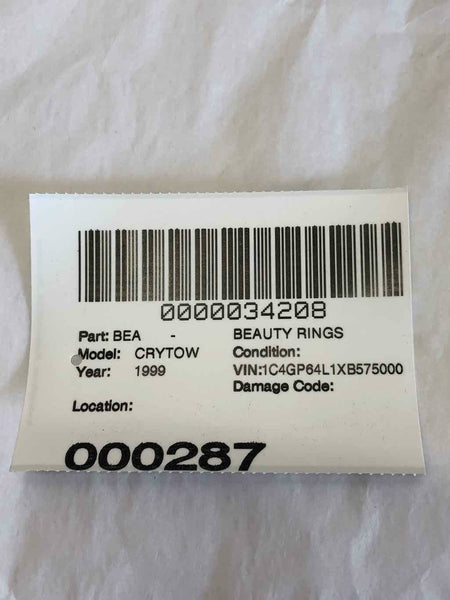 0000034208
Part: BEA - BEAUTY RINGS
Model: CRYTOW Condition:
Year: 1999 VIN:1C4GP64L1XB575000
Damage Code:
Location:
000287